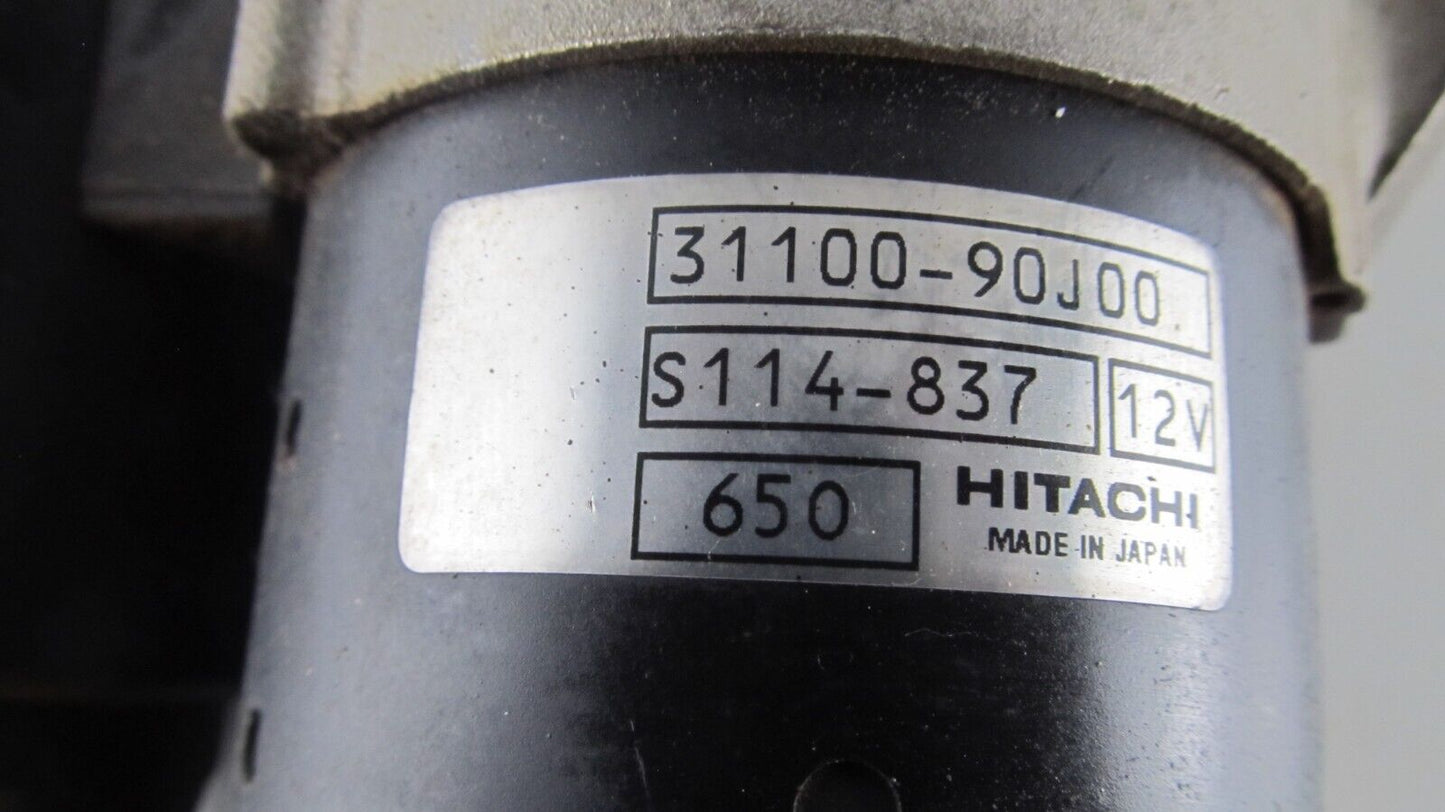 31100-90J00
S114-837 12V
650 HITACHI
MADE IN JAPAN